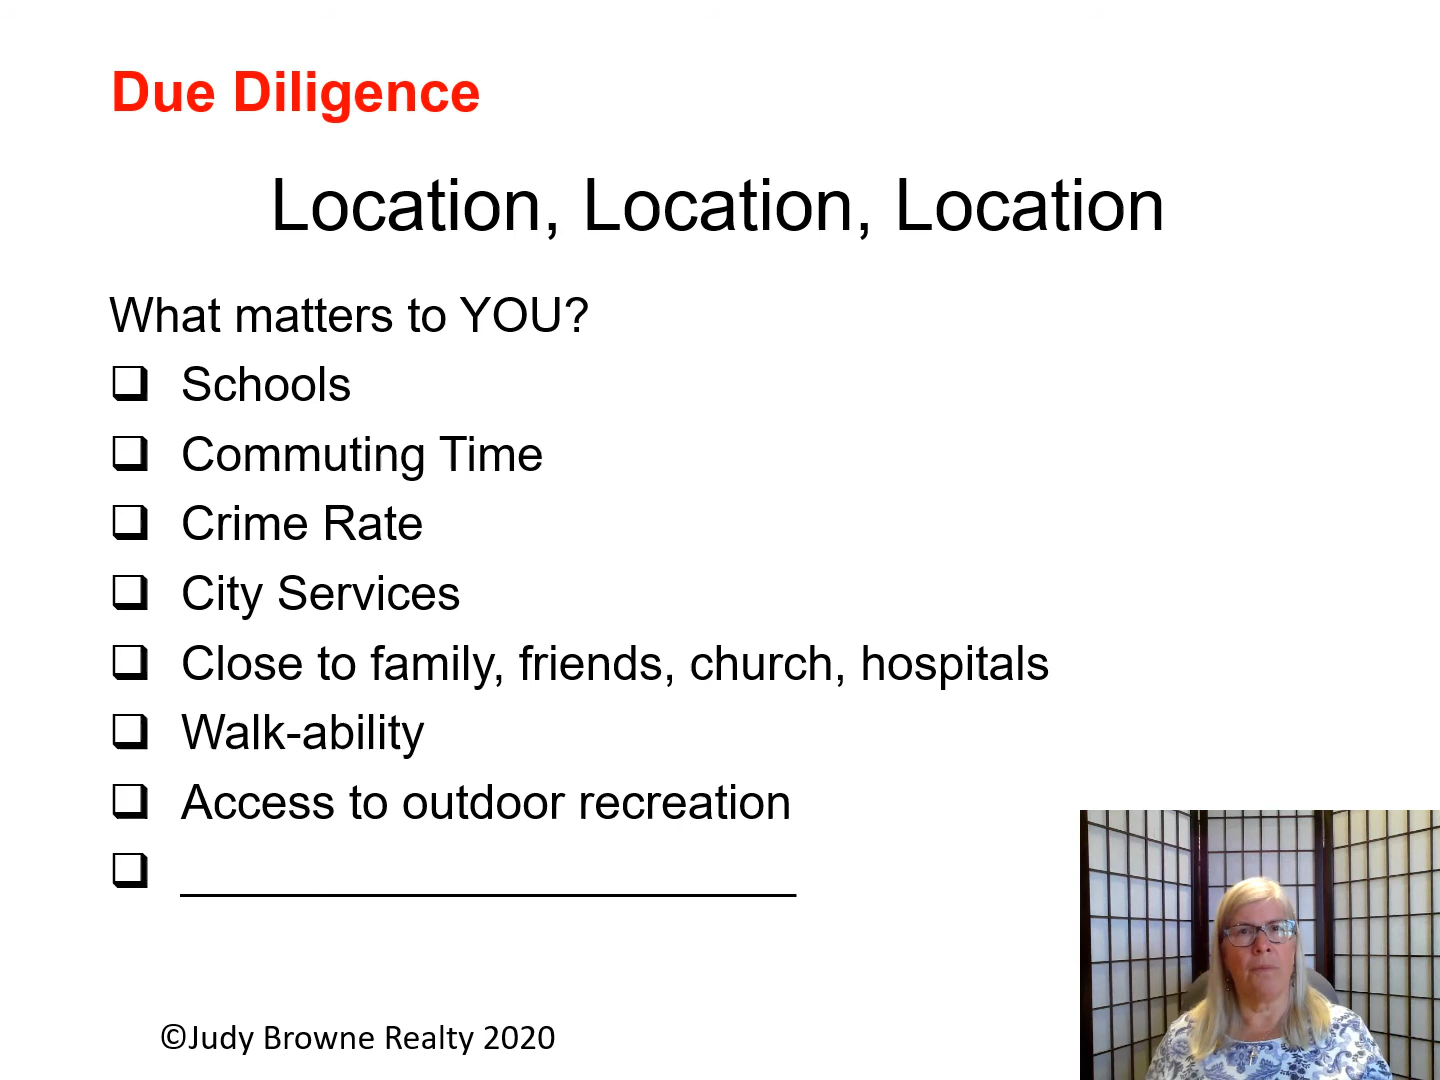 Due Diligence
Location, Location, Location
What matters to YOU?
❑ Schools
❑ Commuting Time
❑ Crime Rate
❑ City Services
❑ Close to family, friends, church, hospitals
❑ Walk-ability
❑ Access to outdoor recreation
❑ _______________________
©Judy Browne Realty 2020